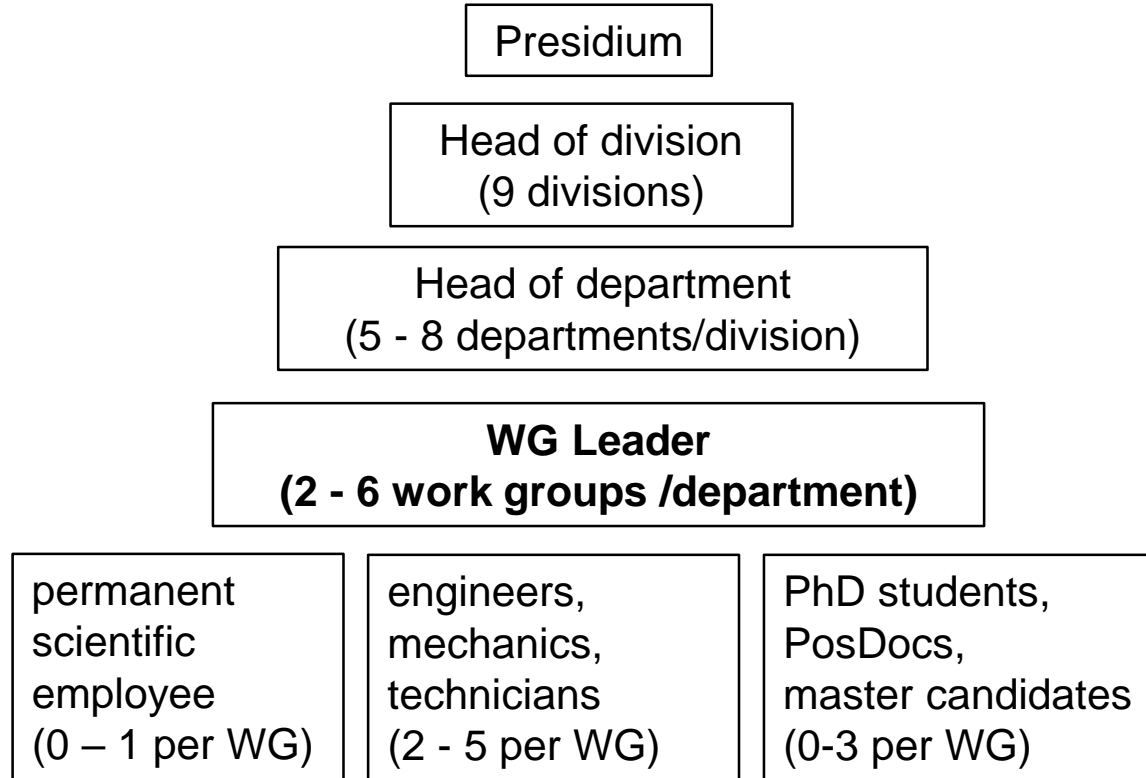 Presidium
Head of division
(9 divisions)
Head of department
(5 - 8 departments/division)
WG Leader
(2 - 6 work groups /department)
permanent
scientific
employee
(0 – 1 per WG)
engineers,
mechanics,
technicians
(2 - 5 per WG)
PhD students,
PosDocs,
master candidates
(0-3 per WG)